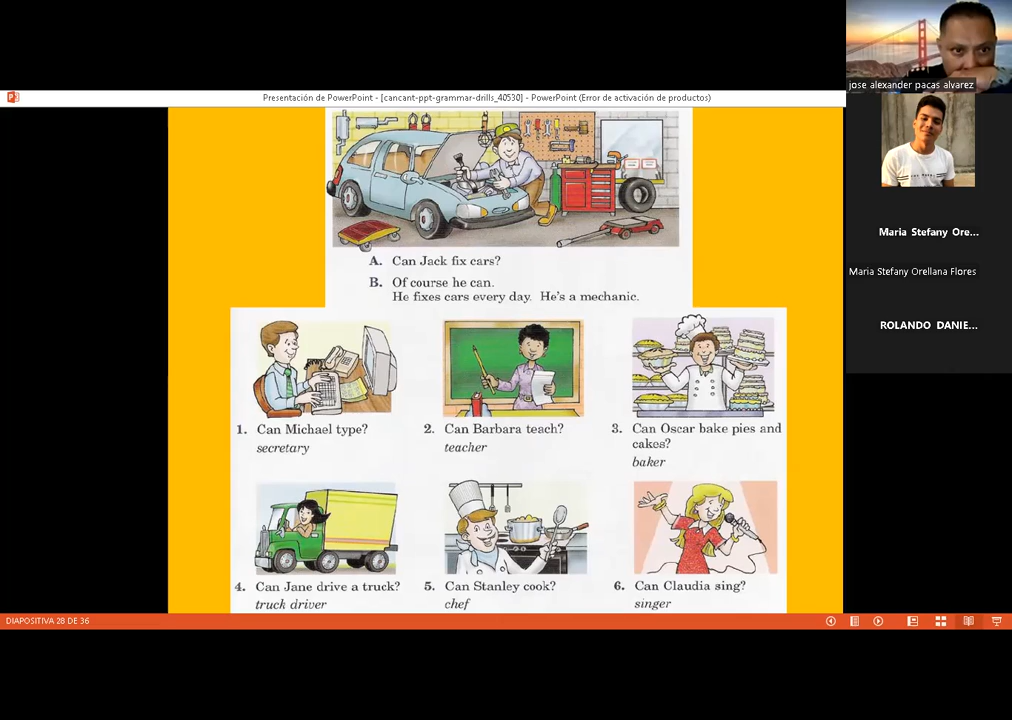 Presentación de PowerPoint - [cancant-ppt-grammar-drills_40530] - PowerPoint (Error de activación de productos)
jose alexander pacas alvarez
Maria Stefany Ore...
Maria Stefany Orellana Flores
ROLANDO DANIE...
A. Can Jack fix cars?
B. Of course he can.
He fixes cars every day. He's a mechanic.
1. Can Michael type?
secretary
2. Can Barbara teach?
teacher
3. Can Oscar bake pies and
cakes?
baker
4. Can Jane drive a truck?
truck driver
5. Can Stanley cook?
chef
6. Can Claudia sing?
singer
DIAPOSITIVA 28 DE 36